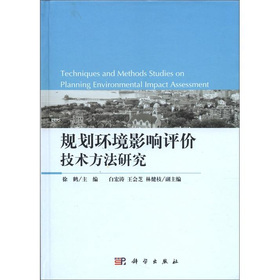 Techniques and Methods Studies on
Planning Environmental Impact Assessment
规划环境影响评价
技术方法研究
徐 鹤/主 编 白宏涛 王会芝 林健枝/副主编
科学出版社